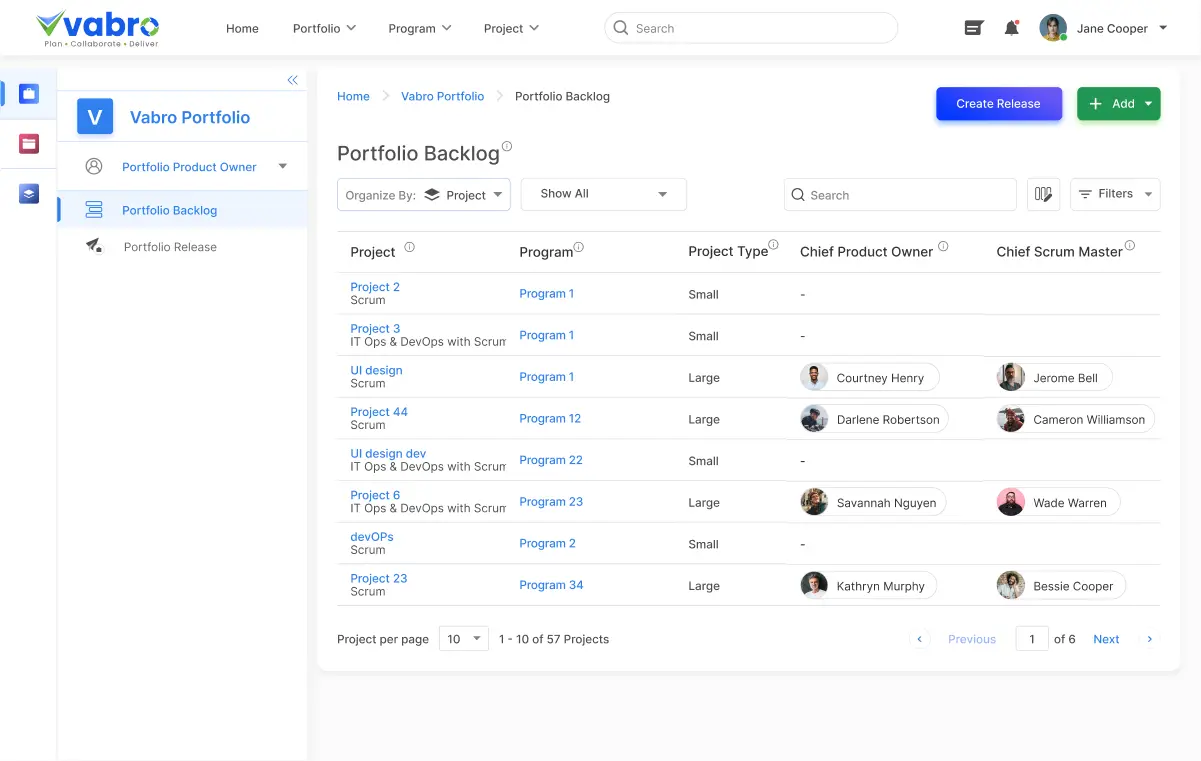 vabro
Plan • Collaborate • Deliver
Home
Portfolio
Program
Project
Search
Jane Cooper
V
Vabro Portfolio
Portfolio Product Owner
Portfolio Backlog
Portfolio Release
Home
Vabro Portfolio
Portfolio Backlog
Create Release
+ Add
Portfolio Backlog
Organize By: Project
Show All
Search
Filters
Project Program Project Type Chief Product Owner Chief Scrum Master
Project 2 Program 1 Small -
Scrum
Project 3 Program 1 Small -
IT Ops & DevOps with Scrum
UI design Program 1 Large Courtney Henry Jerome Bell
Scrum
Project 44 Program 12 Large Darlene Robertson Cameron Williamson
Scrum
UI design dev Program 22 Small -
IT Ops & DevOps with Scrum
Project 6 Program 23 Large Savannah Nguyen Wade Warren
IT Ops & DevOps with Scrum
devOPs Program 2 Small -
Scrum
Project 23 Program 34 Large Kathryn Murphy Bessie Cooper
Scrum
Project per page 10 1 - 10 of 57 Projects
Previous 1 of 6 Next